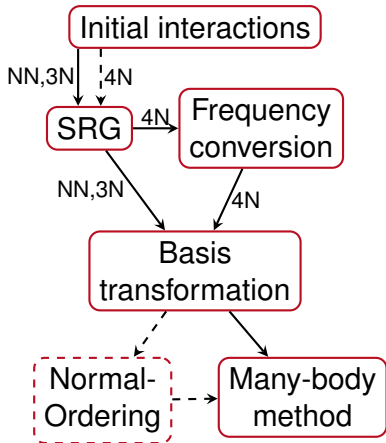 Initial interactions
NN,3N
4N
SRG
4N
Frequency
conversion
NN,3N
4N
Basis
transformation
Normal-
Ordering
Many-body
method